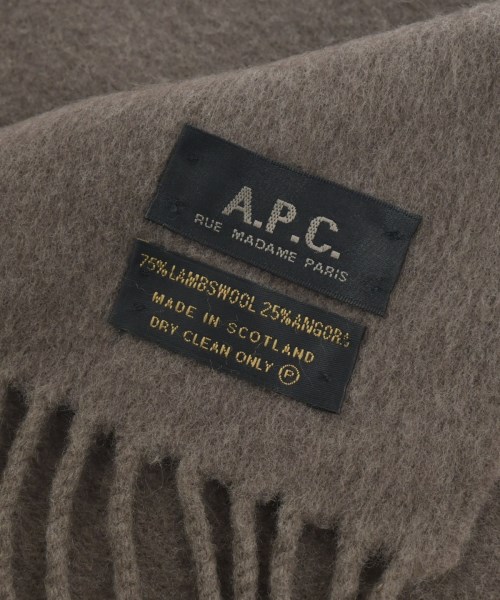 A.P.C.
RUE MADAME PARIS
75%LAMBSWOOL 25%ANGORA
MADE IN SCOTLAND
DRY CLEAN ONLY Ⓟ